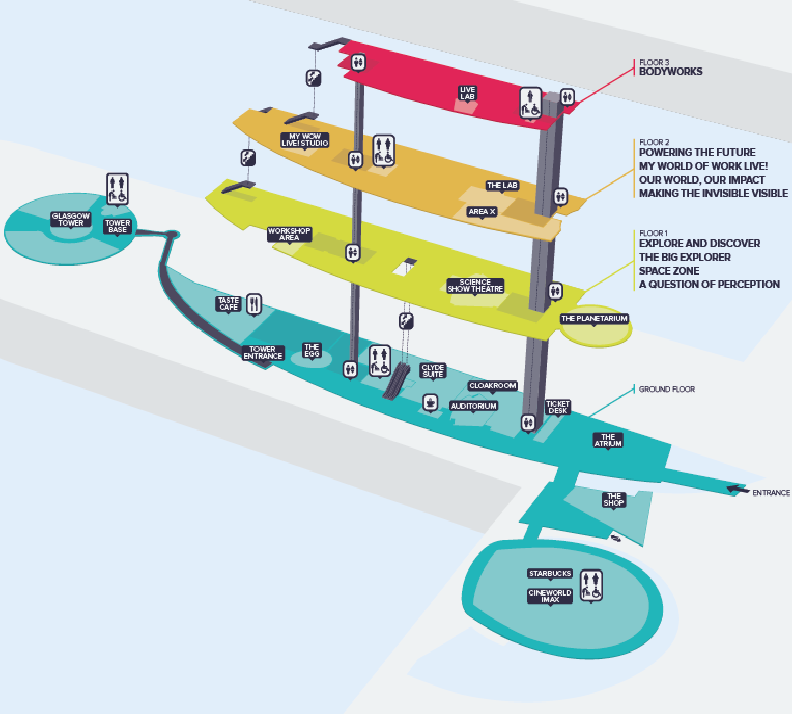 FLOOR 3
BODYWORKS
LIVE
LAB
FLOOR 2
POWERING THE FUTURE
MY WORLD OF WORK LIVE!
OUR WORLD, OUR IMPACT
MAKING THE INVISIBLE VISIBLE
MY WOW
LIVE! STUDIO
THE LAB
AREA X
FLOOR 1
EXPLORE AND DISCOVER
THE BIG EXPLORER
SPACE ZONE
A QUESTION OF PERCEPTION
GLASGOW
TOWER
TOWER
BASE
WORKSHOP
AREA
SCIENCE
SHOW THEATRE
THE PLANETARIUM
TASTE
CAFE
TOWER
ENTRANCE
THE
EGG
CLYDE
SUITE
CLOAKROOM
AUDITORIUM
TICKET
DESK
GROUND FLOOR
THE
ATRIUM
ENTRANCE
THE
SHOP
STARBUCKS
CINEWORLD
IMAX